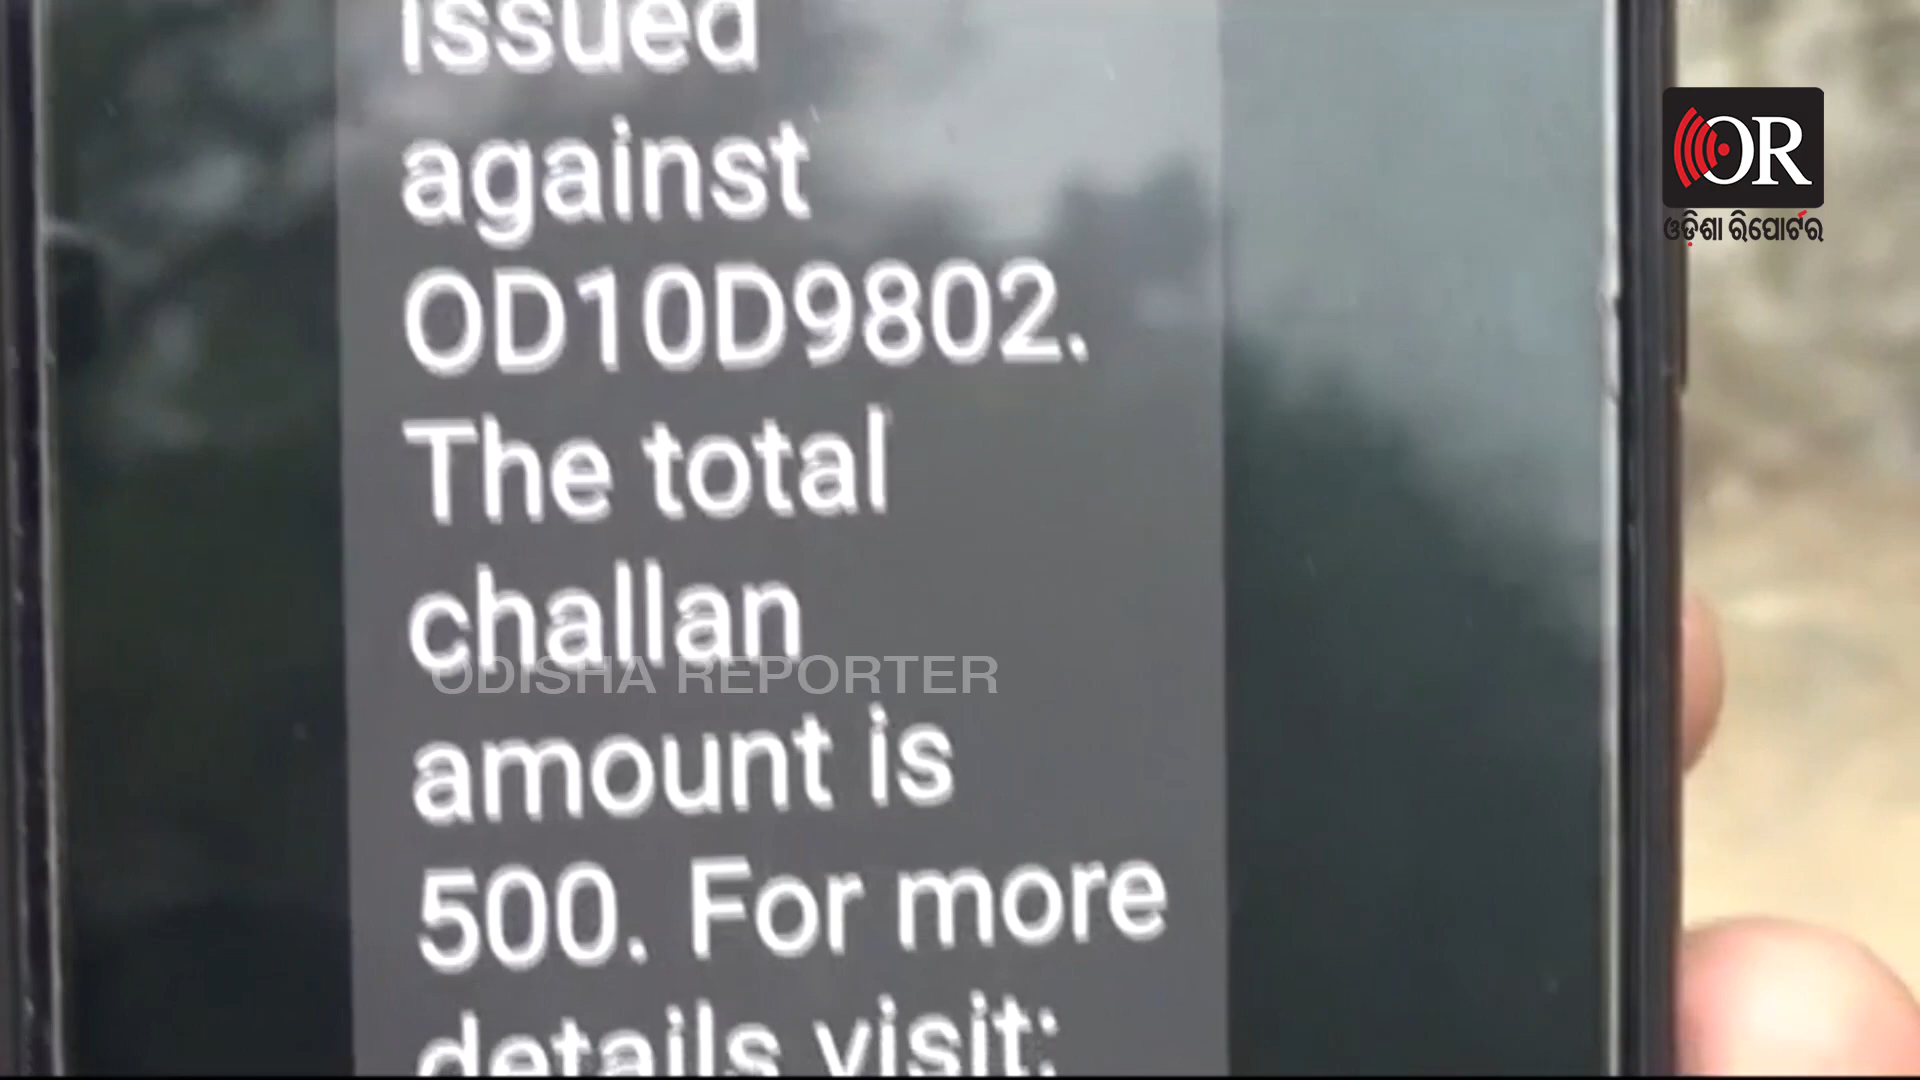 issued
against
OD10D9802.
The total
challan
amount is
500. For more
details visit:
ODISHA REPORTER
OR
ଓଡ଼ିଶା ରିପୋର୍ଟର